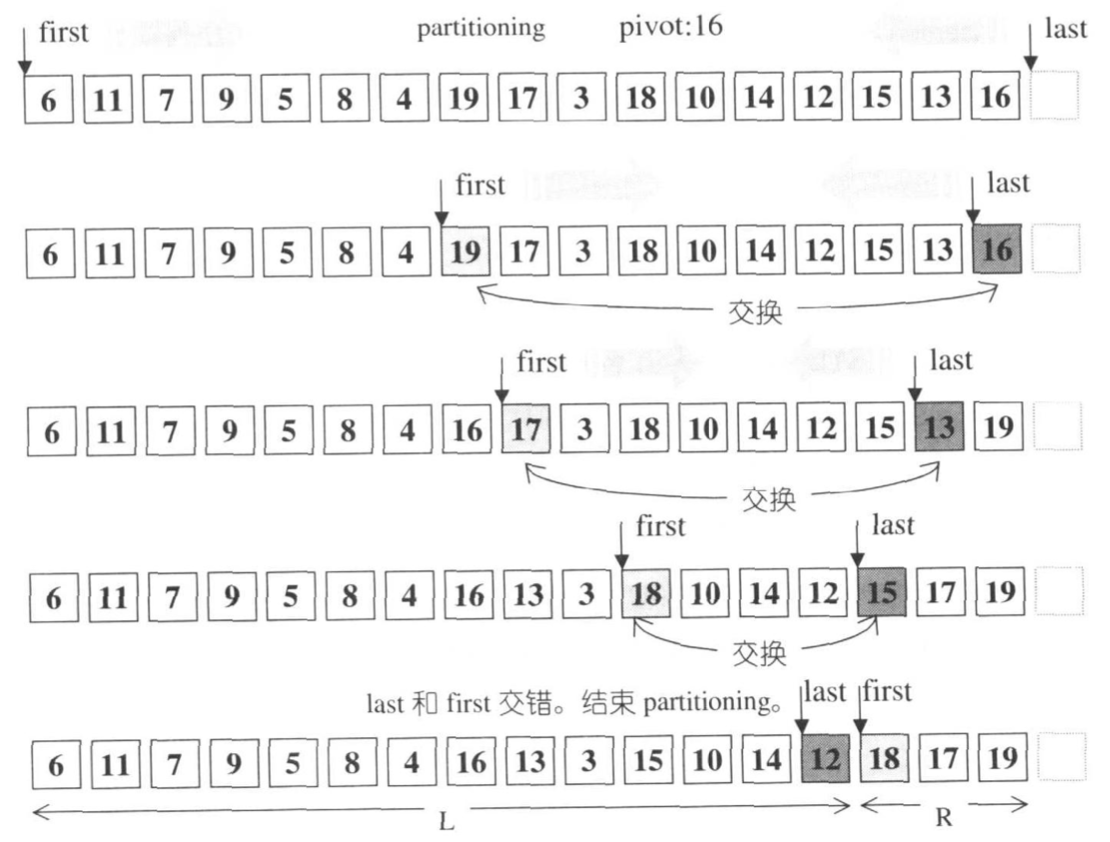 first partitioning pivot:16 last
6 11 7 9 5 8 4 19 17 3 18 10 14 12 15 13 16
first last
6 11 7 9 5 8 4 19 17 3 18 10 14 12 15 13 16
交换
first last
6 11 7 9 5 8 4 16 17 3 18 10 14 12 15 13 19
交换
first last
6 11 7 9 5 8 4 16 13 3 18 10 14 12 15 17 19
交换
last 和 first 交错。结束 partitioning。 last first
6 11 7 9 5 8 4 16 13 3 15 10 14 12 18 17 19
L R